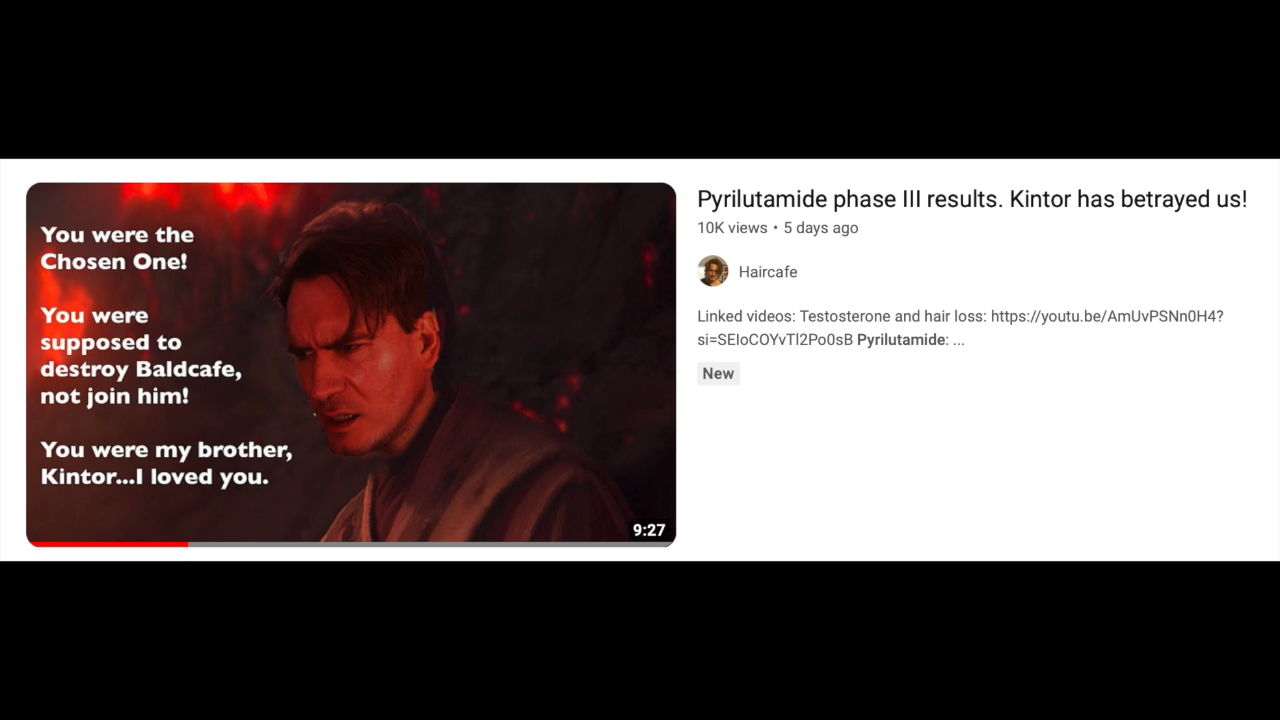 You were the
Chosen One!
You were
supposed to
destroy Baldcafe,
not join him!
You were my brother,
Kintor...I loved you.
9:27
Pyrilutamide phase III results. Kintor has betrayed us!
10K views • 5 days ago
Haircafe
Linked videos: Testosterone and hair loss: https://youtu.be/AmUvPSNn0H4?
si=SEIoCOYvTl2Po0sB Pyrilutamide: ...
New